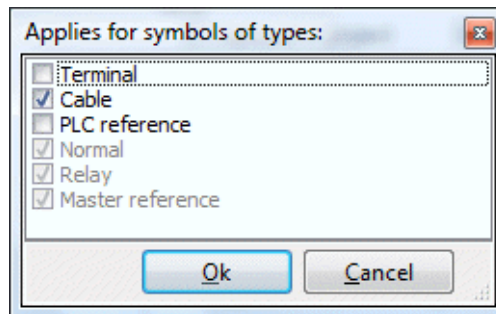 Applies for symbols of types:
Terminal
Cable
PLC reference
Normal
Relay
Master reference
Ok
Cancel